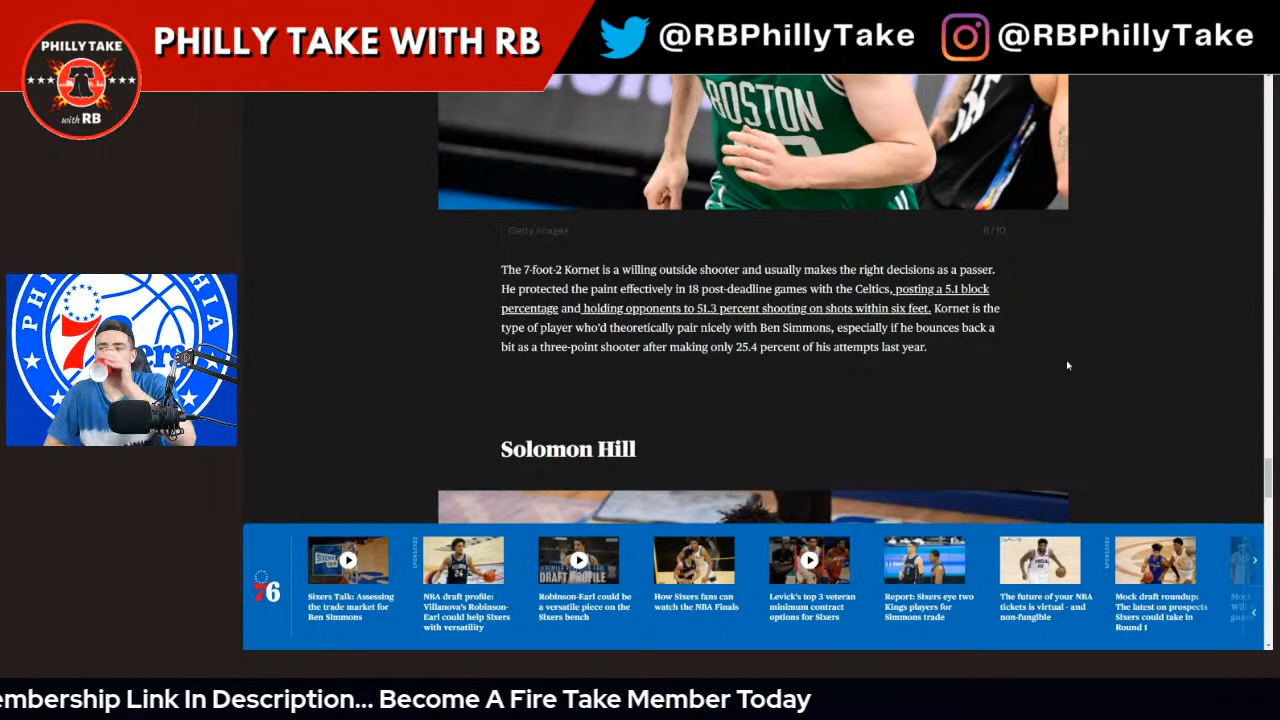 PHILLY TAKE
with RB
PHILLY TAKE WITH RB
@RBPhillyTake
@RBPhillyTake
BOSTON
Getty Images
8/10
The 7-foot-2 Kornet is a willing outside shooter and usually makes the right decisions as a passer.
He protected the paint effectively in 18 post-deadline games with the Celtics, posting a 5.1 block
percentage and holding opponents to 51.3 percent shooting on shots within six feet. Kornet is the
type of player who'd theoretically pair nicely with Ben Simmons, especially if he bounces back a
bit as a three-point shooter after making only 25.4 percent of his attempts last year.
Solomon Hill
76
Sixers Talk: Assessing
the trade market for
Ben Simmons
SPONSORED
NBA draft profile:
Villanova's Robinson-
Earl could help Sixers
with versatility
DRAFT PROFILE
Robinson-Earl could be
a versatile piece on the
Sixers bench
How Sixers fans can
watch the NBA Finals
Levick's top 3 veteran
minimum contract
options for Sixers
Report: Sixers eye two
Kings players for
Simmons trade
The future of your NBA
tickets is virtual - and
non-fungible
SPONSORED
Mock draft roundup:
The latest on prospects
Sixers could take in
Round 1
embership Link In Description... Become A Fire Take Member Today